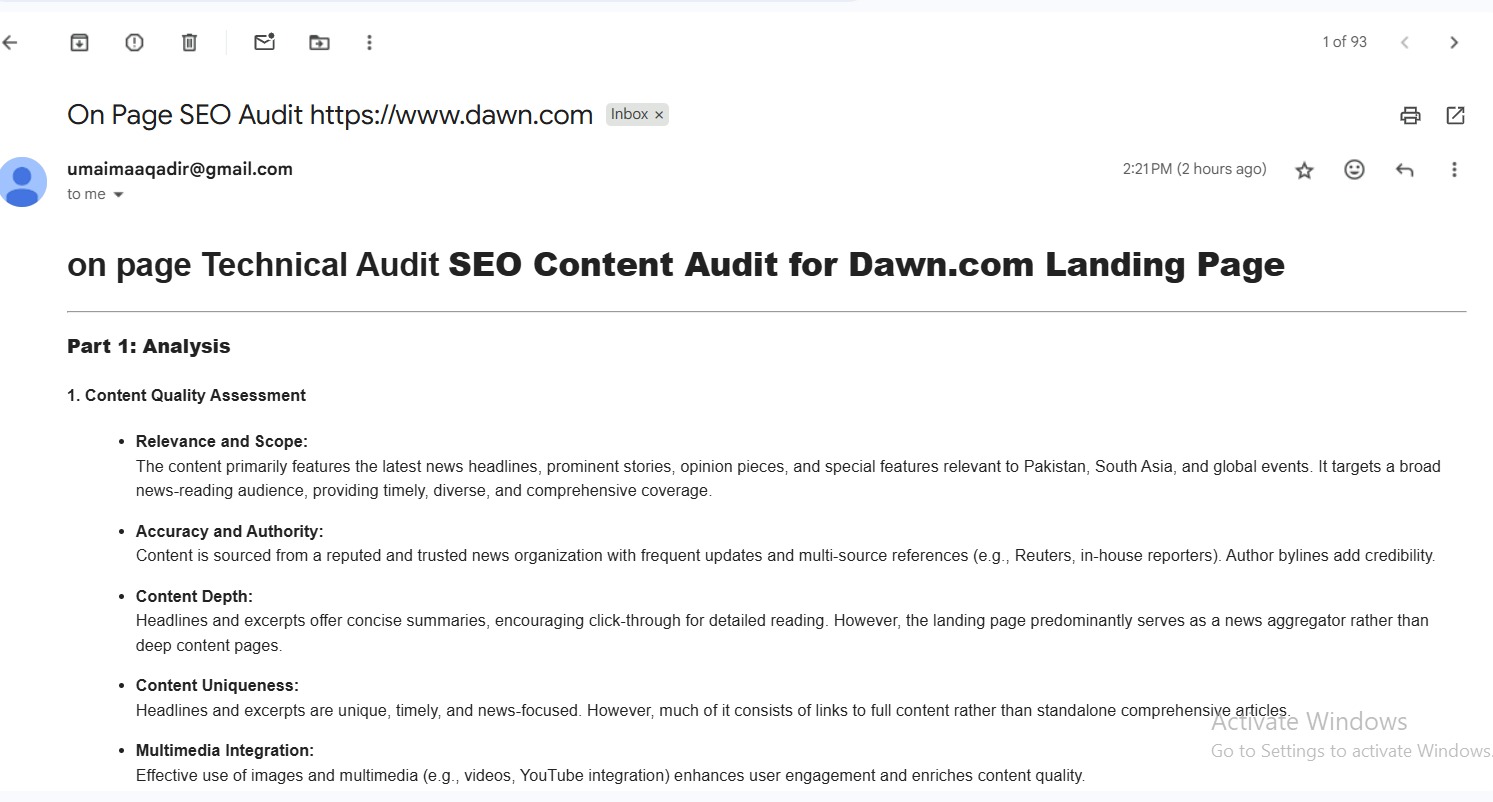 1 of 93
On Page SEO Audit https://www.dawn.com Inbox ×
umaimaaqadir@gmail.com 2:21 PM (2 hours ago)
to me
on page Technical Audit SEO Content Audit for Dawn.com Landing Page
Part 1: Analysis
1. Content Quality Assessment
• Relevance and Scope:
The content primarily features the latest news headlines, prominent stories, opinion pieces, and special features relevant to Pakistan, South Asia, and global events. It targets a broad
news-reading audience, providing timely, diverse, and comprehensive coverage.
• Accuracy and Authority:
Content is sourced from a reputed and trusted news organization with frequent updates and multi-source references (e.g., Reuters, in-house reporters). Author bylines add credibility.
• Content Depth:
Headlines and excerpts offer concise summaries, encouraging click-through for detailed reading. However, the landing page predominantly serves as a news aggregator rather than
deep content pages.
• Content Uniqueness:
Headlines and excerpts are unique, timely, and news-focused. However, much of it consists of links to full content rather than standalone comprehensive articles.
Activate Windows
• Multimedia Integration:
Go to Settings to activate Windows.
Effective use of images and multimedia (e.g., videos, YouTube integration) enhances user engagement and enriches content quality.